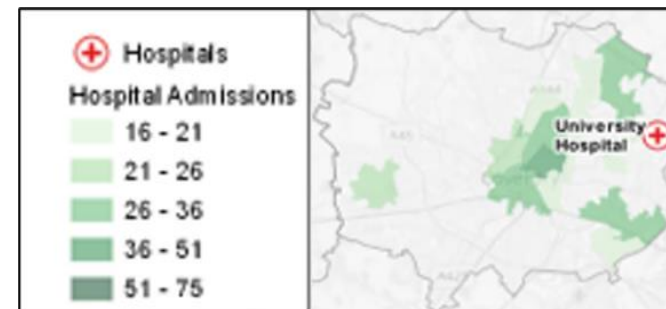 Hospitals
Hospital Admissions
16 - 21
21 - 26
26 - 36
36 - 51
51 - 75
University
Hospital